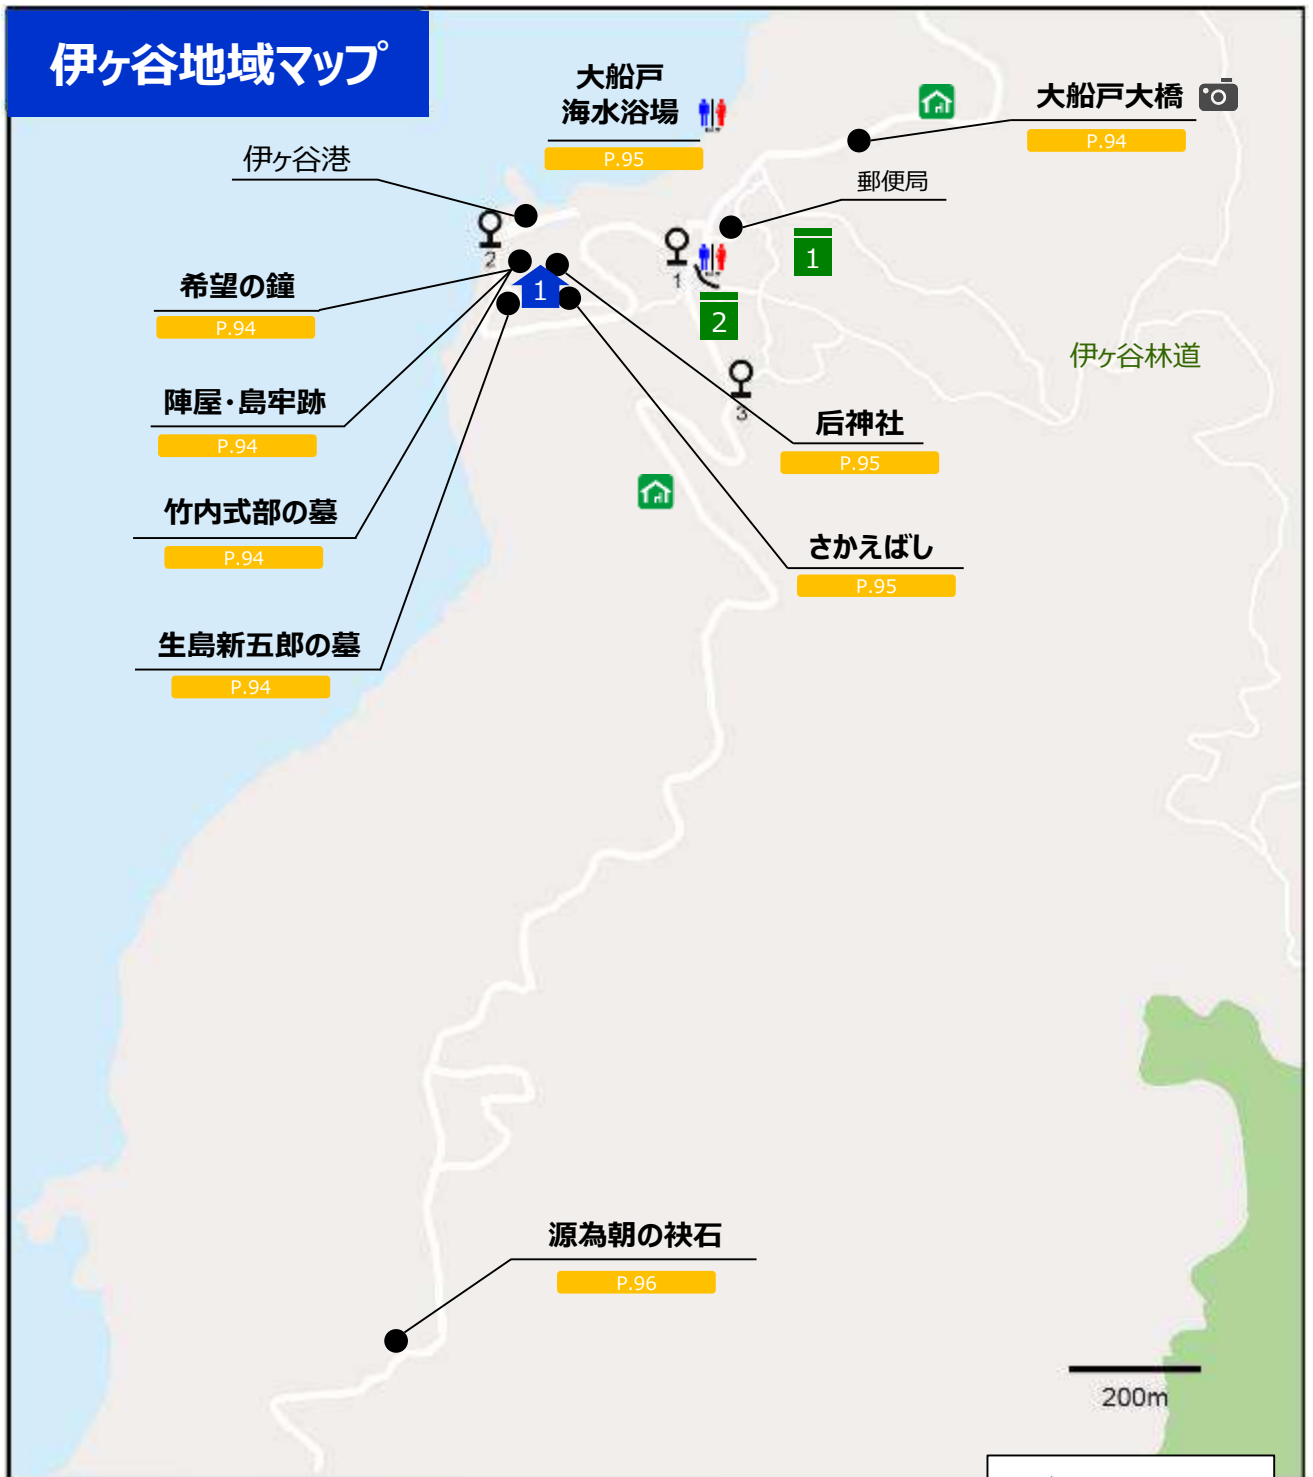 伊ヶ谷地域マップ
大船戸
海水浴場
P.95
大船戸大橋
P.94
伊ヶ谷港
郵便局
2
1
1
1
2
希望の鐘
P.94
伊ヶ谷林道
3
陣屋・島牢跡
P.94
后神社
P.95
竹内式部の墓
P.94
さかえばし
P.95
生島新五郎の墓
P.94
源為朝の袂石
P.96
200m